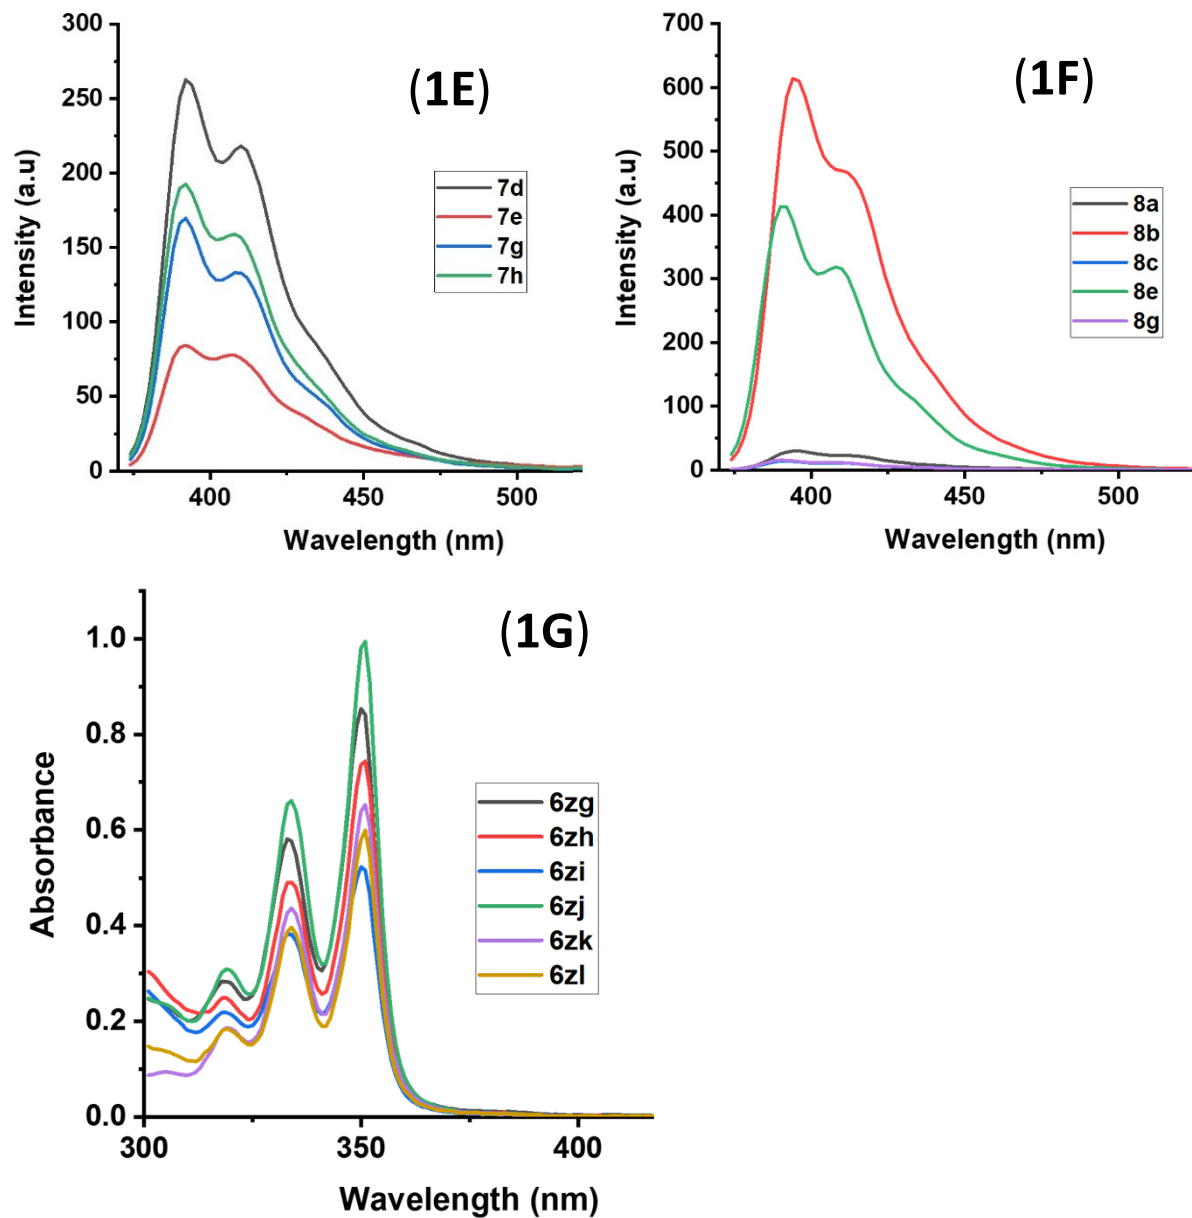 (1E)
300
250
200
150
100
50
0
Intensity (a.u)
7d
7e
7g
7h
400
450
500
Wavelength (nm)
(1F)
700
600
500
400
300
200
100
0
Intensity (a.u)
8a
8b
8c
8e
8g
400
450
500
Wavelength (nm)
(1G)
1.0
0.8
0.6
0.4
0.2
0.0
Absorbance
6zg
6zh
6zi
6zj
6zk
6zl
300
350
400
Wavelength (nm)